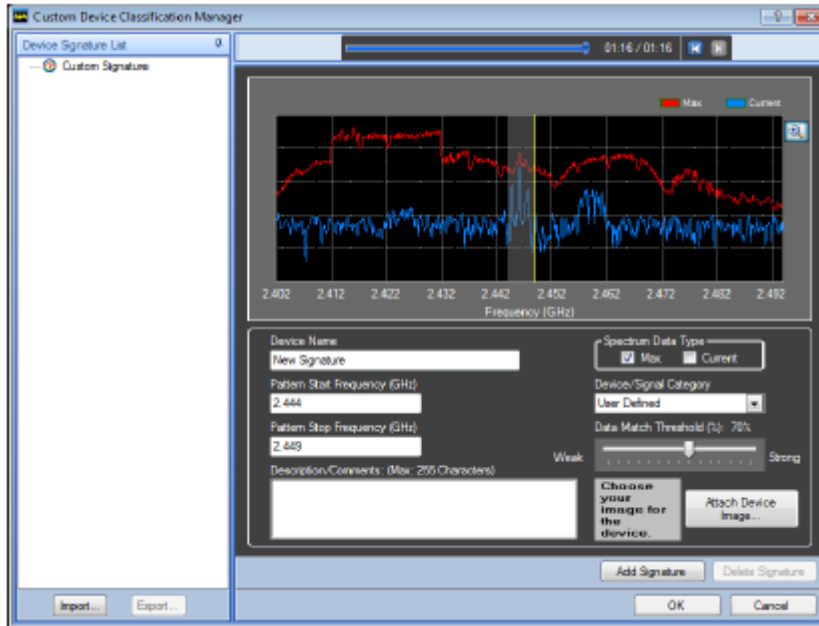 Custom Device Classification Manager
Device Signature List
Custom Signature
01:16 / 01:16
Max
Current
2.402 2.412 2.422 2.432 2.442 2.452 2.462 2.472 2.482 2.492
Frequency (GHz)
Device Name
New Signature
Pattern Start Frequency (GHz)
2.444
Pattern Stop Frequency (GHz)
2.449
Description/Comments: (Max: 256 Characters)
Spectrum Data Type
Max Current
Device/Signal Category
User Defined
Data Match Threshold (%): 70%
Weak
Strong
Choose
your
image for
the
device.
Attach Device
Image...
Add Signature
Delete Signature
Import...
Export...
OK
Cancel